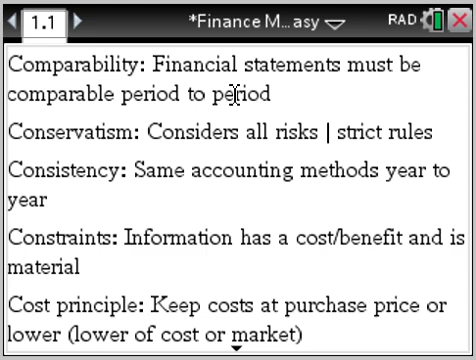 1.1 *Finance M...asy RAD
Comparability: Financial statements must be
comparable period to period
Conservatism: Considers all risks | strict rules
Consistency: Same accounting methods year to
year
Constraints: Information has a cost/benefit and is
material
Cost principle: Keep costs at purchase price or
lower (lower of cost or market)